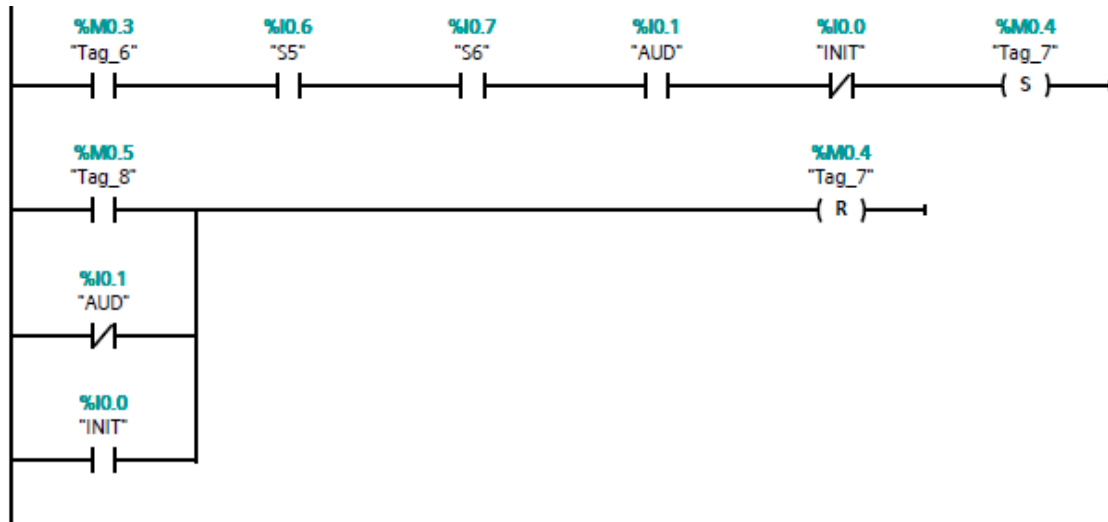 %M0.3 %I0.6 %I0.7 %I0.1 %I0.0 %M0.4
"Tag_6" "S5" "S6" "AUD" "INIT" "Tag_7"
S
%M0.5 %M0.4
"Tag_8" "Tag_7"
R
%I0.1
"AUD"
%I0.0
"INIT"